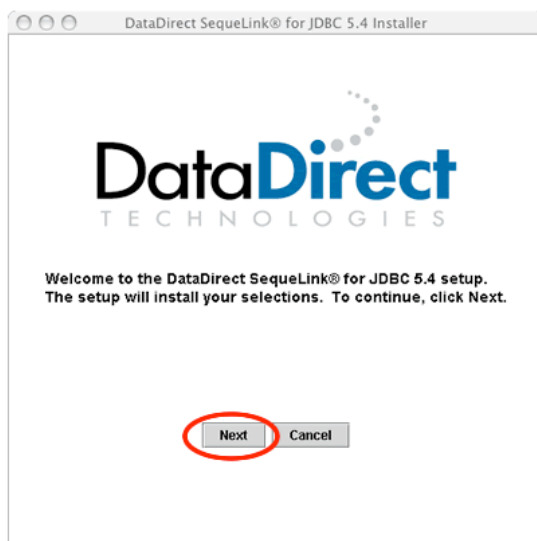 DataDirect SequeLink® for JDBC 5.4 Installer
DataDirect
TECHNOLOGIES
Welcome to the DataDirect SequeLink® for JDBC 5.4 setup.
The setup will install your selections. To continue, click Next.
Next Cancel